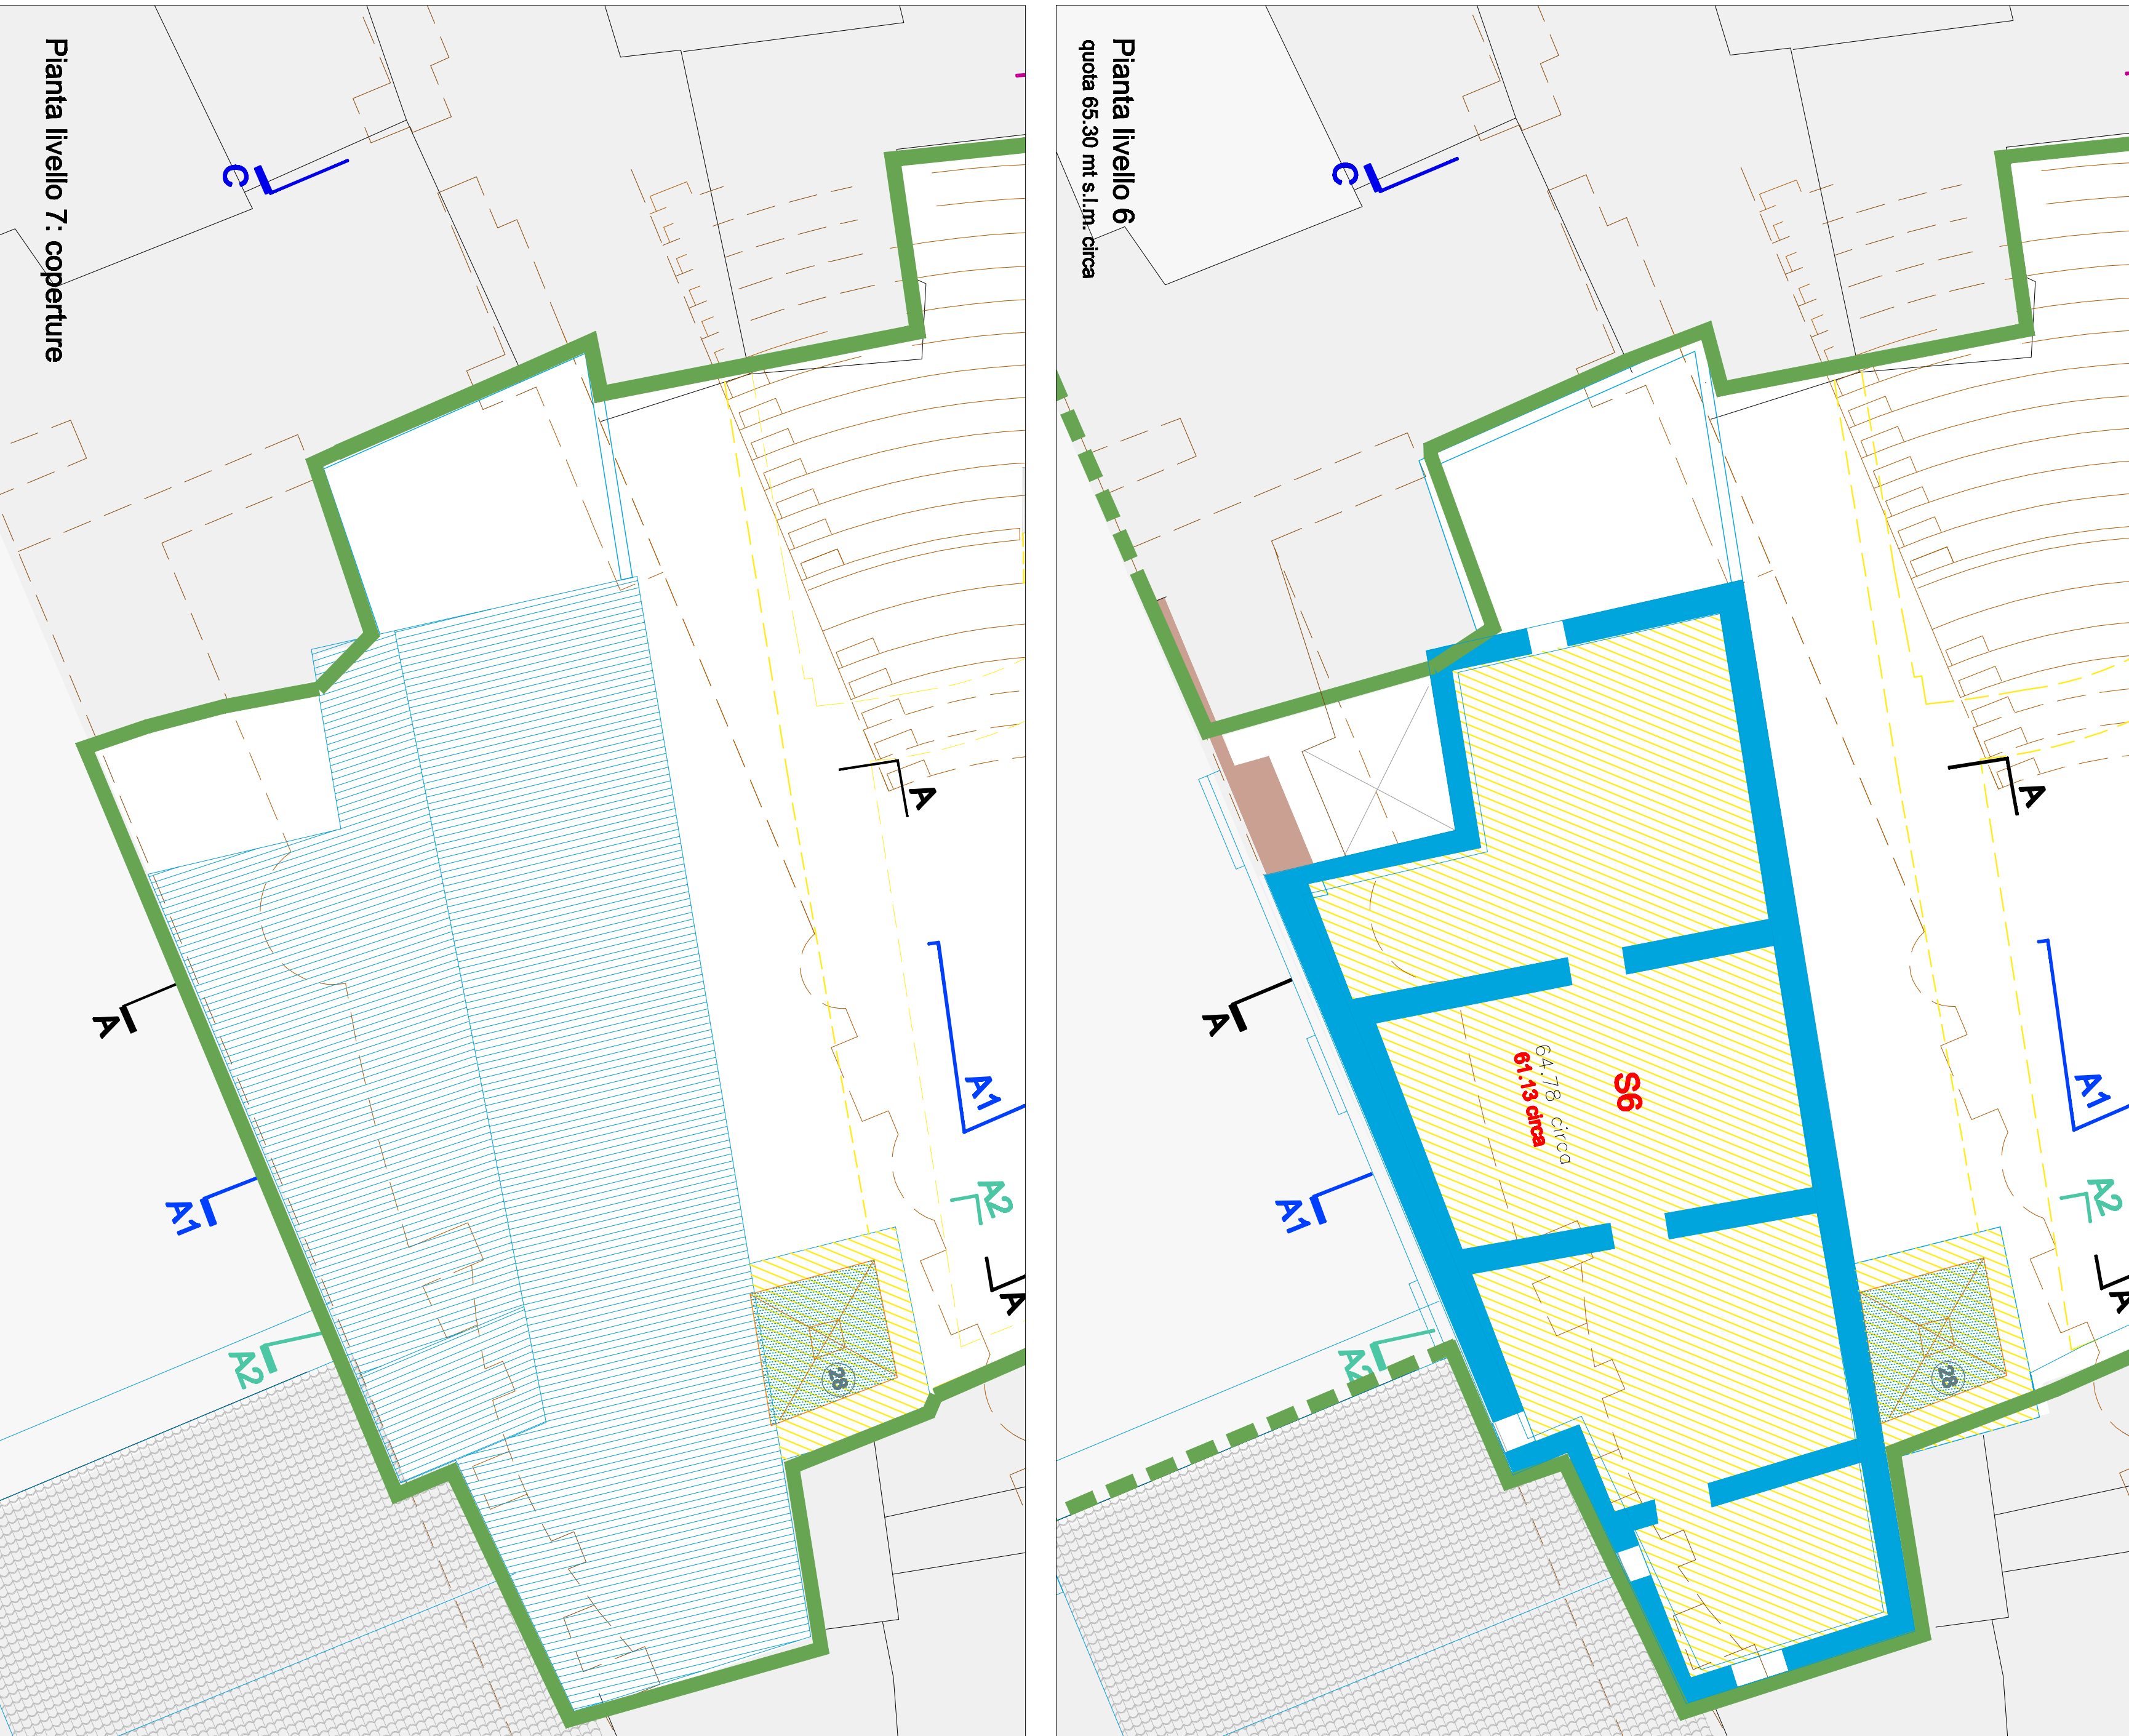 Pianta livello 7: coperture
C
A
A1
A2
A
A
A1
A2
28
Pianta livello 6
quota 65.30 mt s.l.m. circa
C
A
A1
A2
A
A
A1
A2
S6
64.78 circa
61.13 circa
28